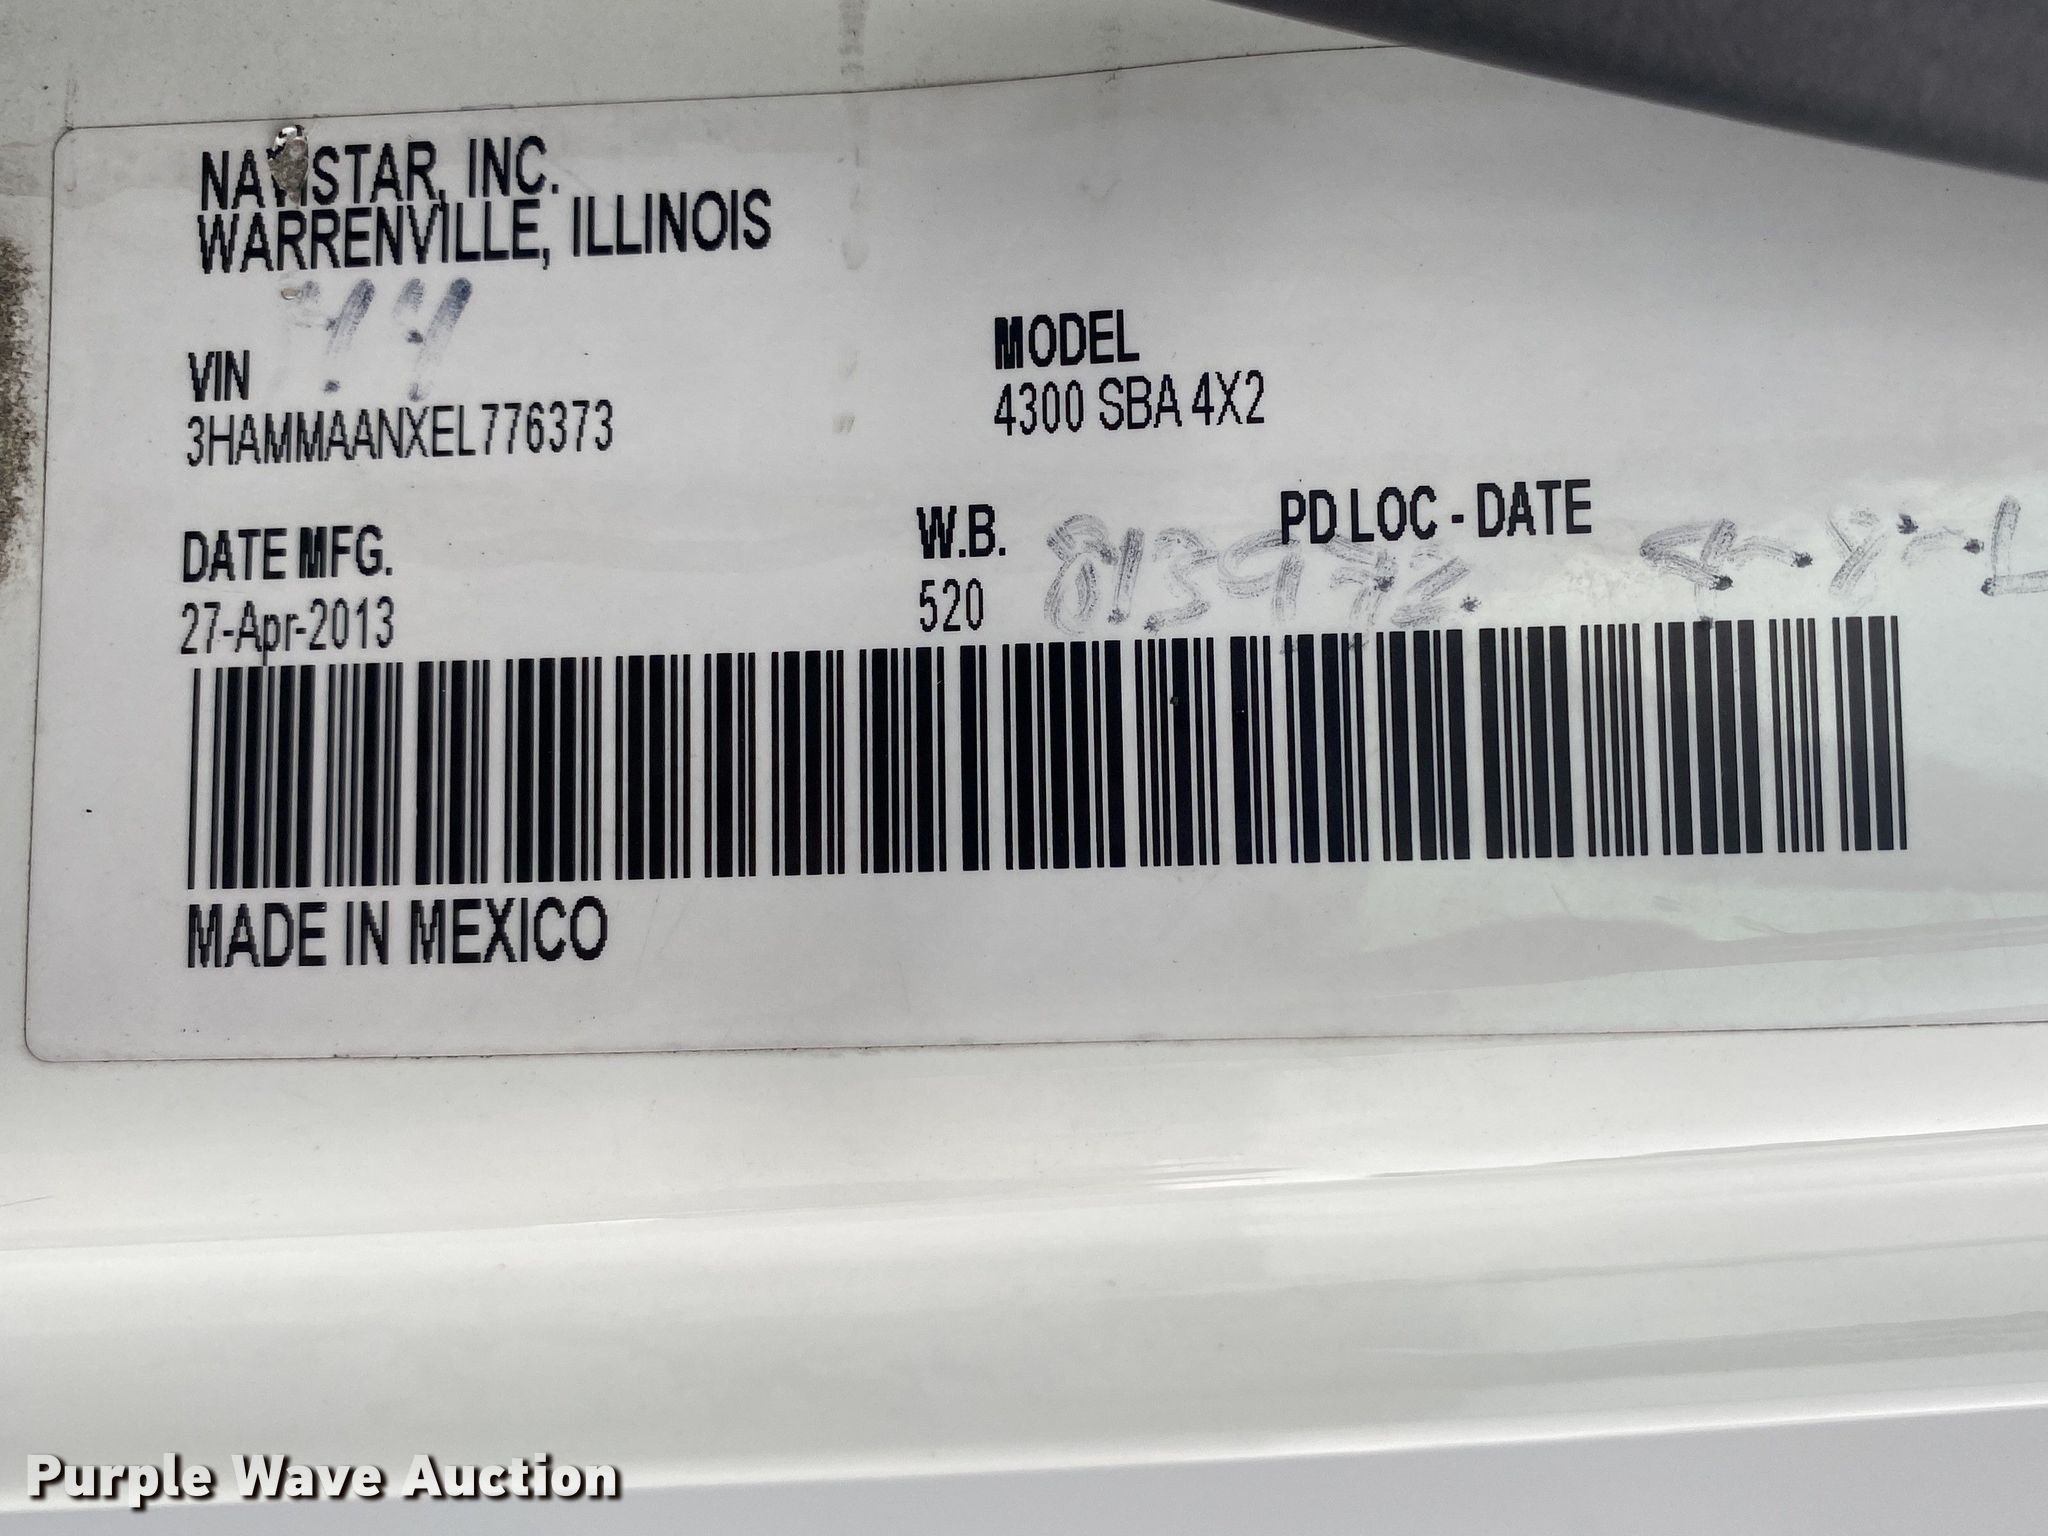 NAVISTAR, INC.
WARRENVILLE, ILLINOIS
VIN
3HAMMAANXEL776373
MODEL
4300 SBA 4X2
DATE MFG.
27-Apr-2013
W.B.
520
PD LOC - DATE
MADE IN MEXICO
Purple Wave Auction